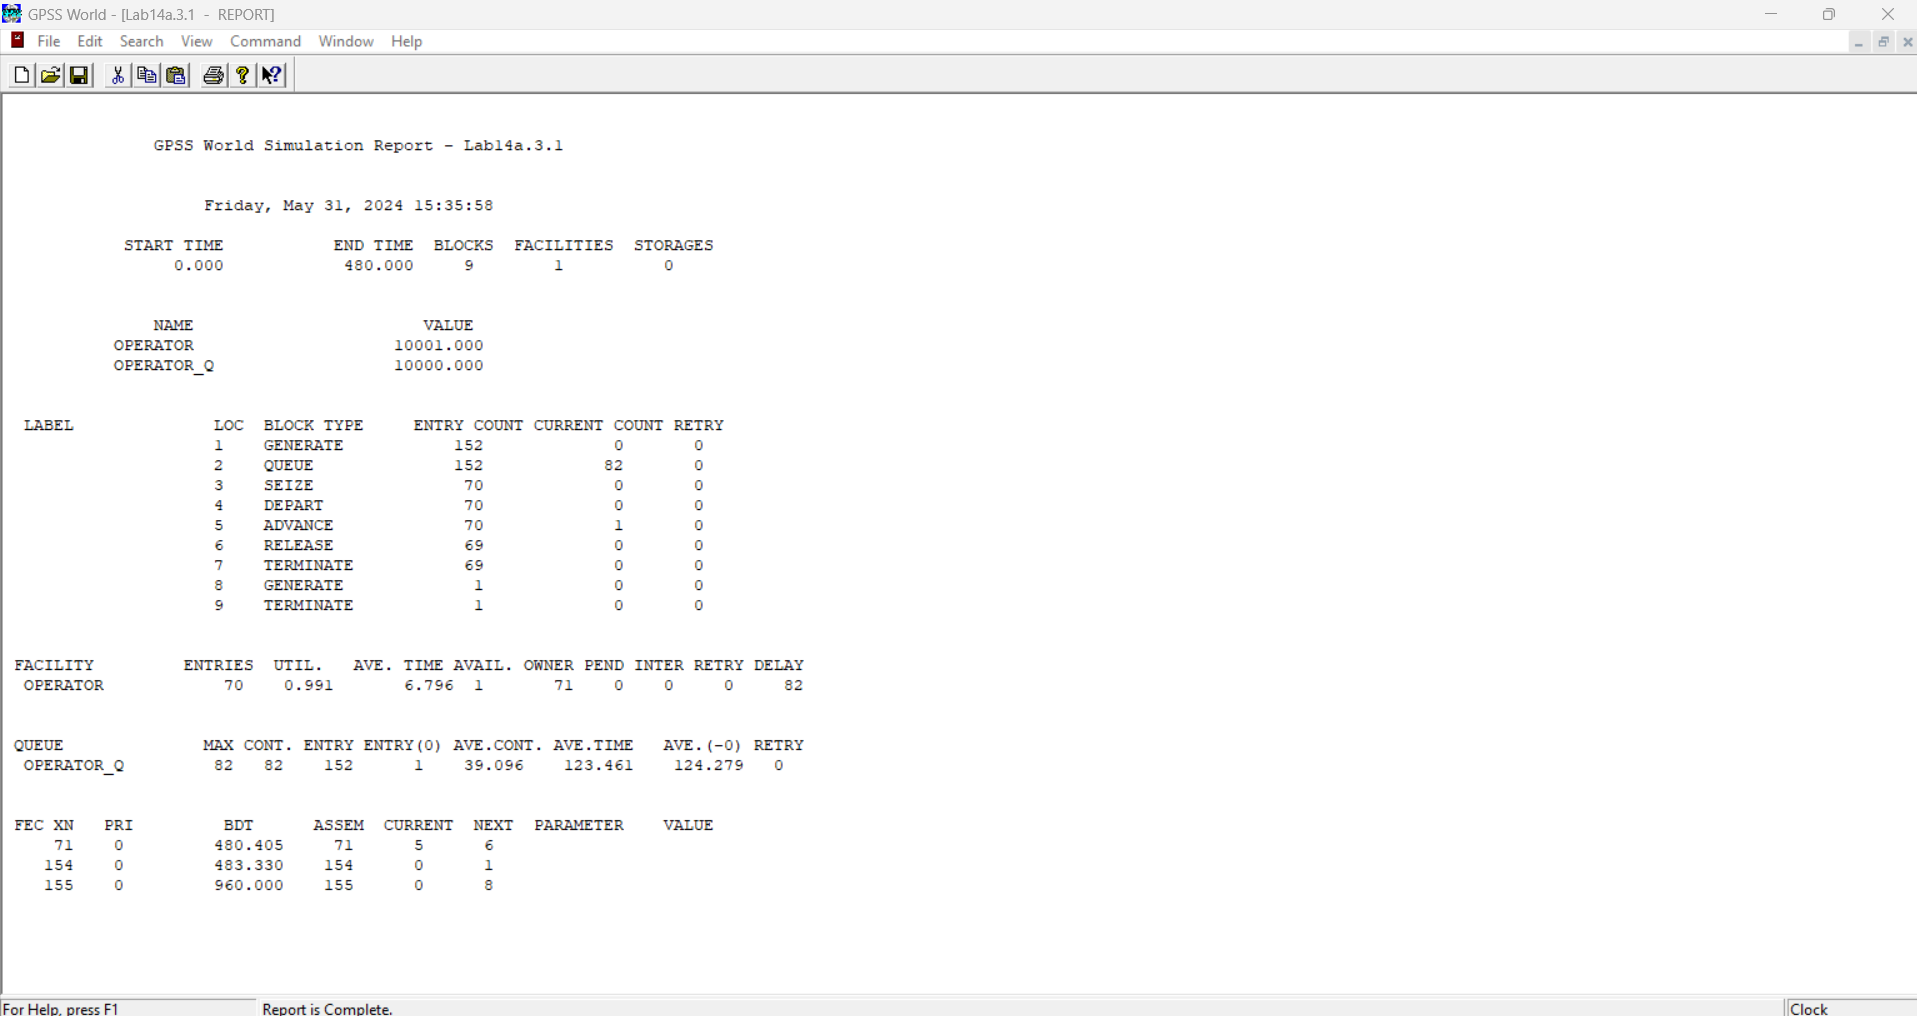 GPSS World - [Lab14a.3.1 - REPORT]
File Edit Search View Command Window Help
GPSS World Simulation Report - Lab14a.3.1
Friday, May 31, 2024 15:35:58
START TIME END TIME BLOCKS FACILITIES STORAGES
0.000 480.000 9 1 0
NAME VALUE
OPERATOR 10001.000
OPERATOR_Q 10000.000
LABEL LOC BLOCK TYPE ENTRY COUNT CURRENT COUNT RETRY
1 GENERATE 152 0 0
2 QUEUE 152 82 0
3 SEIZE 70 0 0
4 DEPART 70 0 0
5 ADVANCE 70 1 0
6 RELEASE 69 0 0
7 TERMINATE 69 0 0
8 GENERATE 1 0 0
9 TERMINATE 1 0 0
FACILITY ENTRIES UTIL. AVE. TIME AVAIL. OWNER PEND INTER RETRY DELAY
OPERATOR 70 0.991 6.796 1 71 0 0 0 82
QUEUE MAX CONT. ENTRY ENTRY(0) AVE.CONT. AVE.TIME AVE.(-0) RETRY
OPERATOR_Q 82 82 152 1 39.096 123.461 124.279 0
FEC XN PRI BDT ASSEM CURRENT NEXT PARAMETER VALUE
71 0 480.405 71 5 6
154 0 483.330 154 0 1
155 0 960.000 155 0 8
For Help, press F1 Report is Complete. Clock